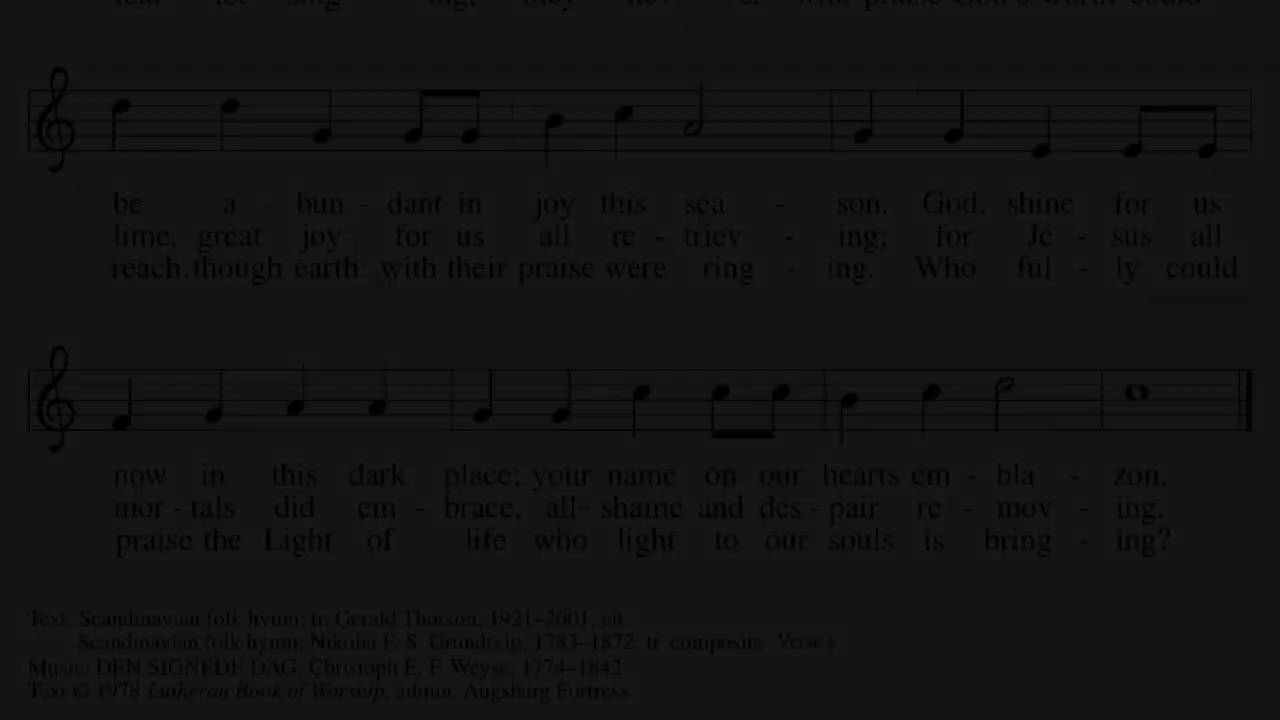 with praise God's worth could
be a - bun - dant in joy this sea - son. God, shine for us
lime, great joy for us all re - triev - ing; for Je - sus all
reach, though earth with their praise were ring - ing. Who ful - ly could
now in this dark place; your name on our hearts em - bla - zon.
mor - tals did em - brace, all shame and des - pair re - mov - ing.
praise the Light of life who light to our souls is bring - ing?
Text: Scandinavian folk hymn; tr. Gerald Thorson, 1921–2001, alt.
Scandinavian folk hymn; Nikolai F. S. Grundtvig, 1783–1872, tr. composite Verse 3
Music: DEN SIGNEDE DAG, Christoph E. F. Weyse, 1774–1842
Text © 1978 Lutheran Book of Worship, admin. Augsburg Fortress